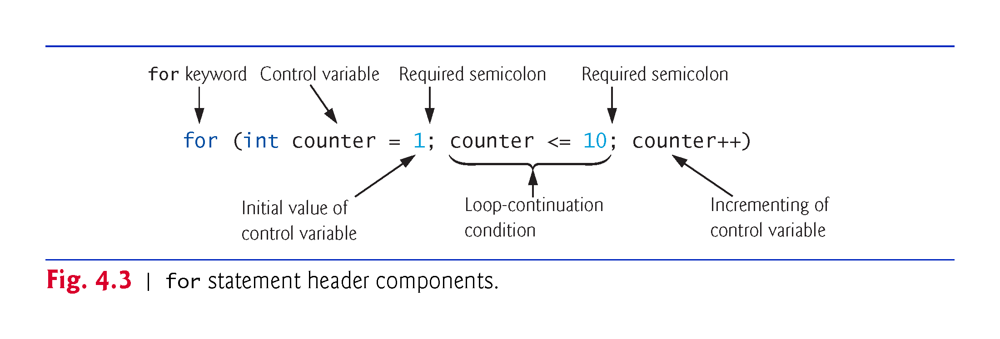 for keyword Control variable Required semicolon Required semicolon
for (int counter = 1; counter <= 10; counter++)
Initial value of
control variable
Loop-continuation
condition
Incrementing of
control variable
Fig. 4.3 | for statement header components.